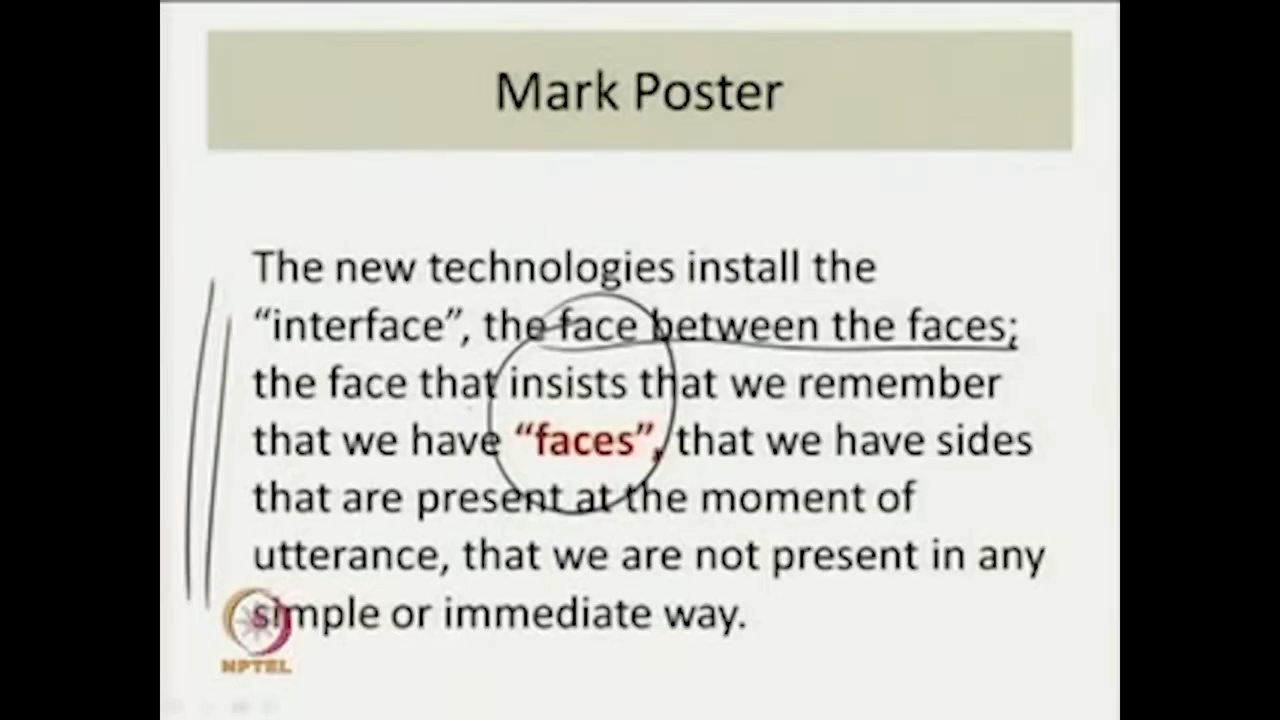 Mark Poster
The new technologies install the
“interface”, the face between the faces;
the face that insists that we remember
that we have “faces”, that we have sides
that are present at the moment of
utterance, that we are not present in any
simple or immediate way.
NPTEL